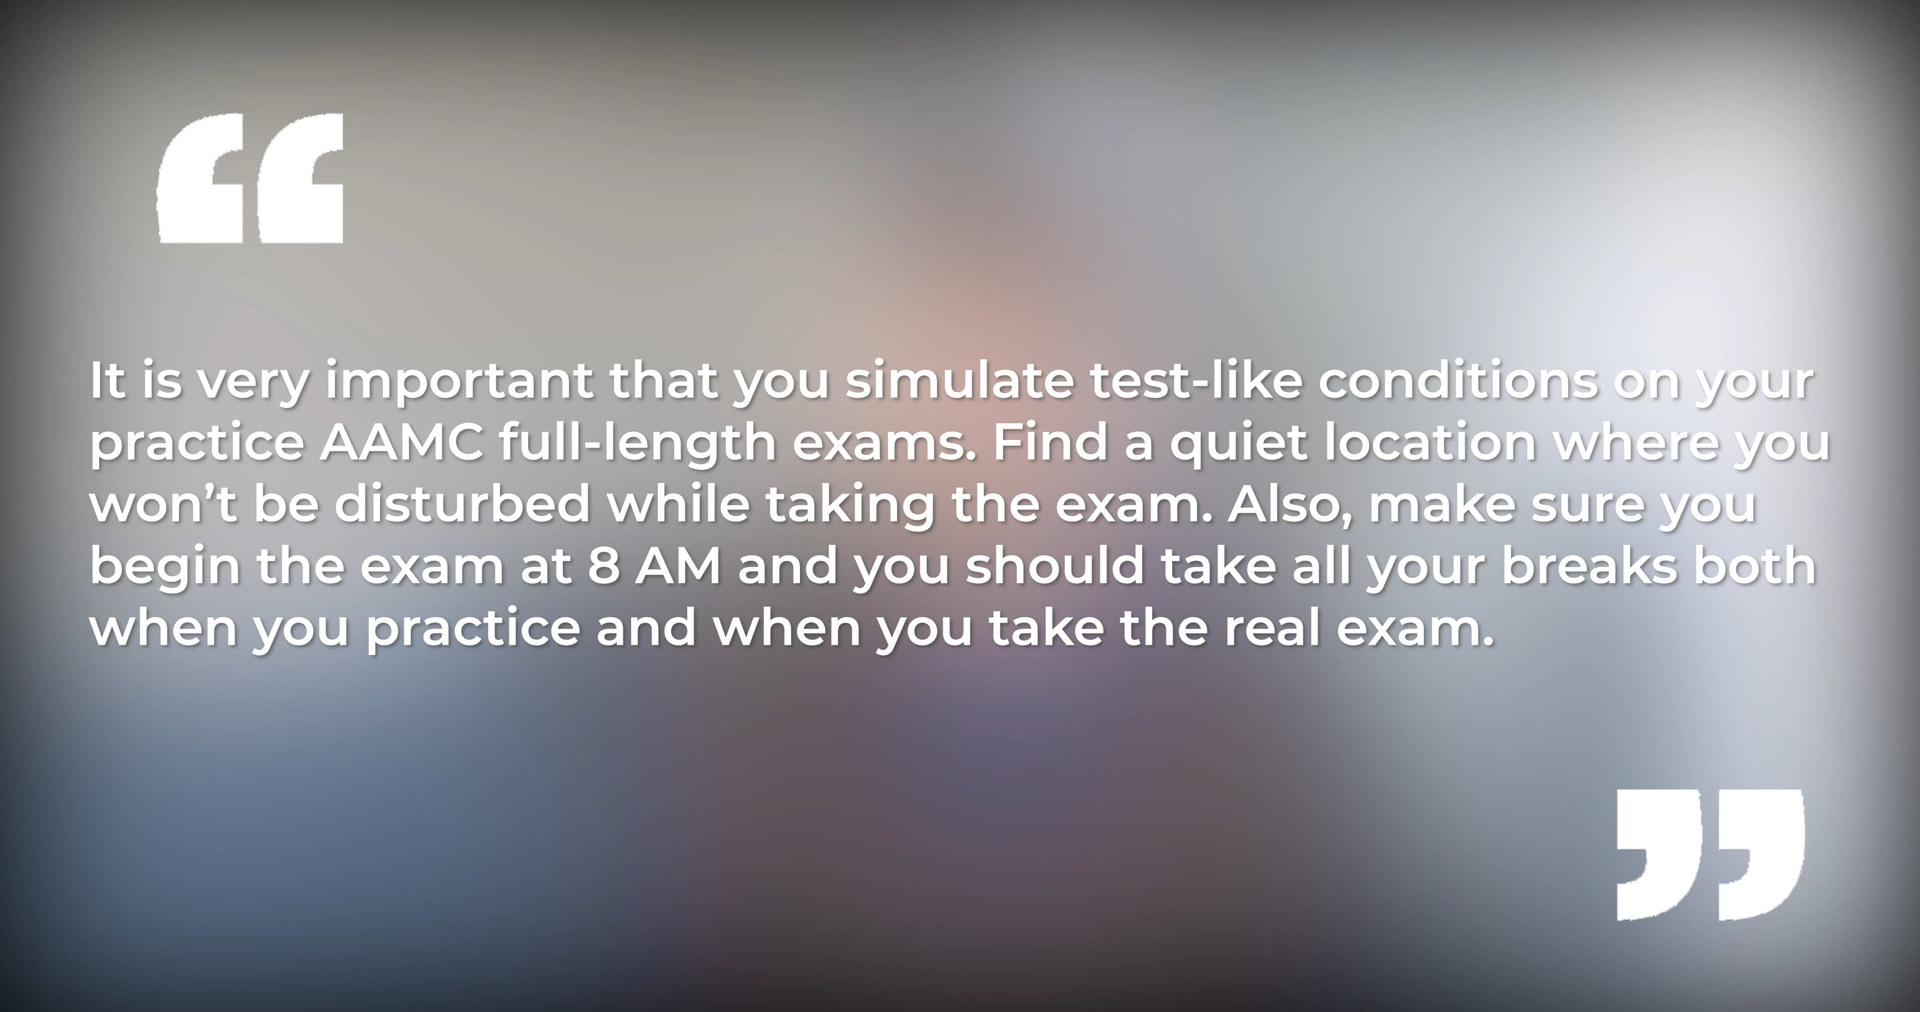 “
It is very important that you simulate test-like conditions on your
practice AAMC full-length exams. Find a quiet location where you
won’t be disturbed while taking the exam. Also, make sure you
begin the exam at 8 AM and you should take all your breaks both
when you practice and when you take the real exam.
”